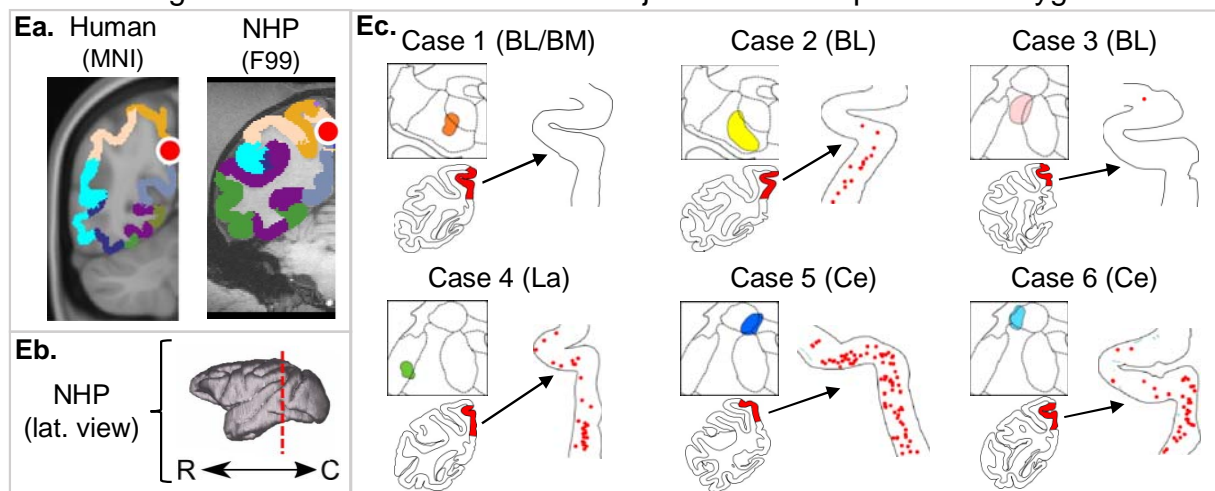 Ea. Human NHP
(MNI) (F99)
Eb.
NHP
(lat. view)
R C
Ec.
Case 1 (BL/BM) Case 2 (BL) Case 3 (BL)
Case 4 (La) Case 5 (Ce) Case 6 (Ce)